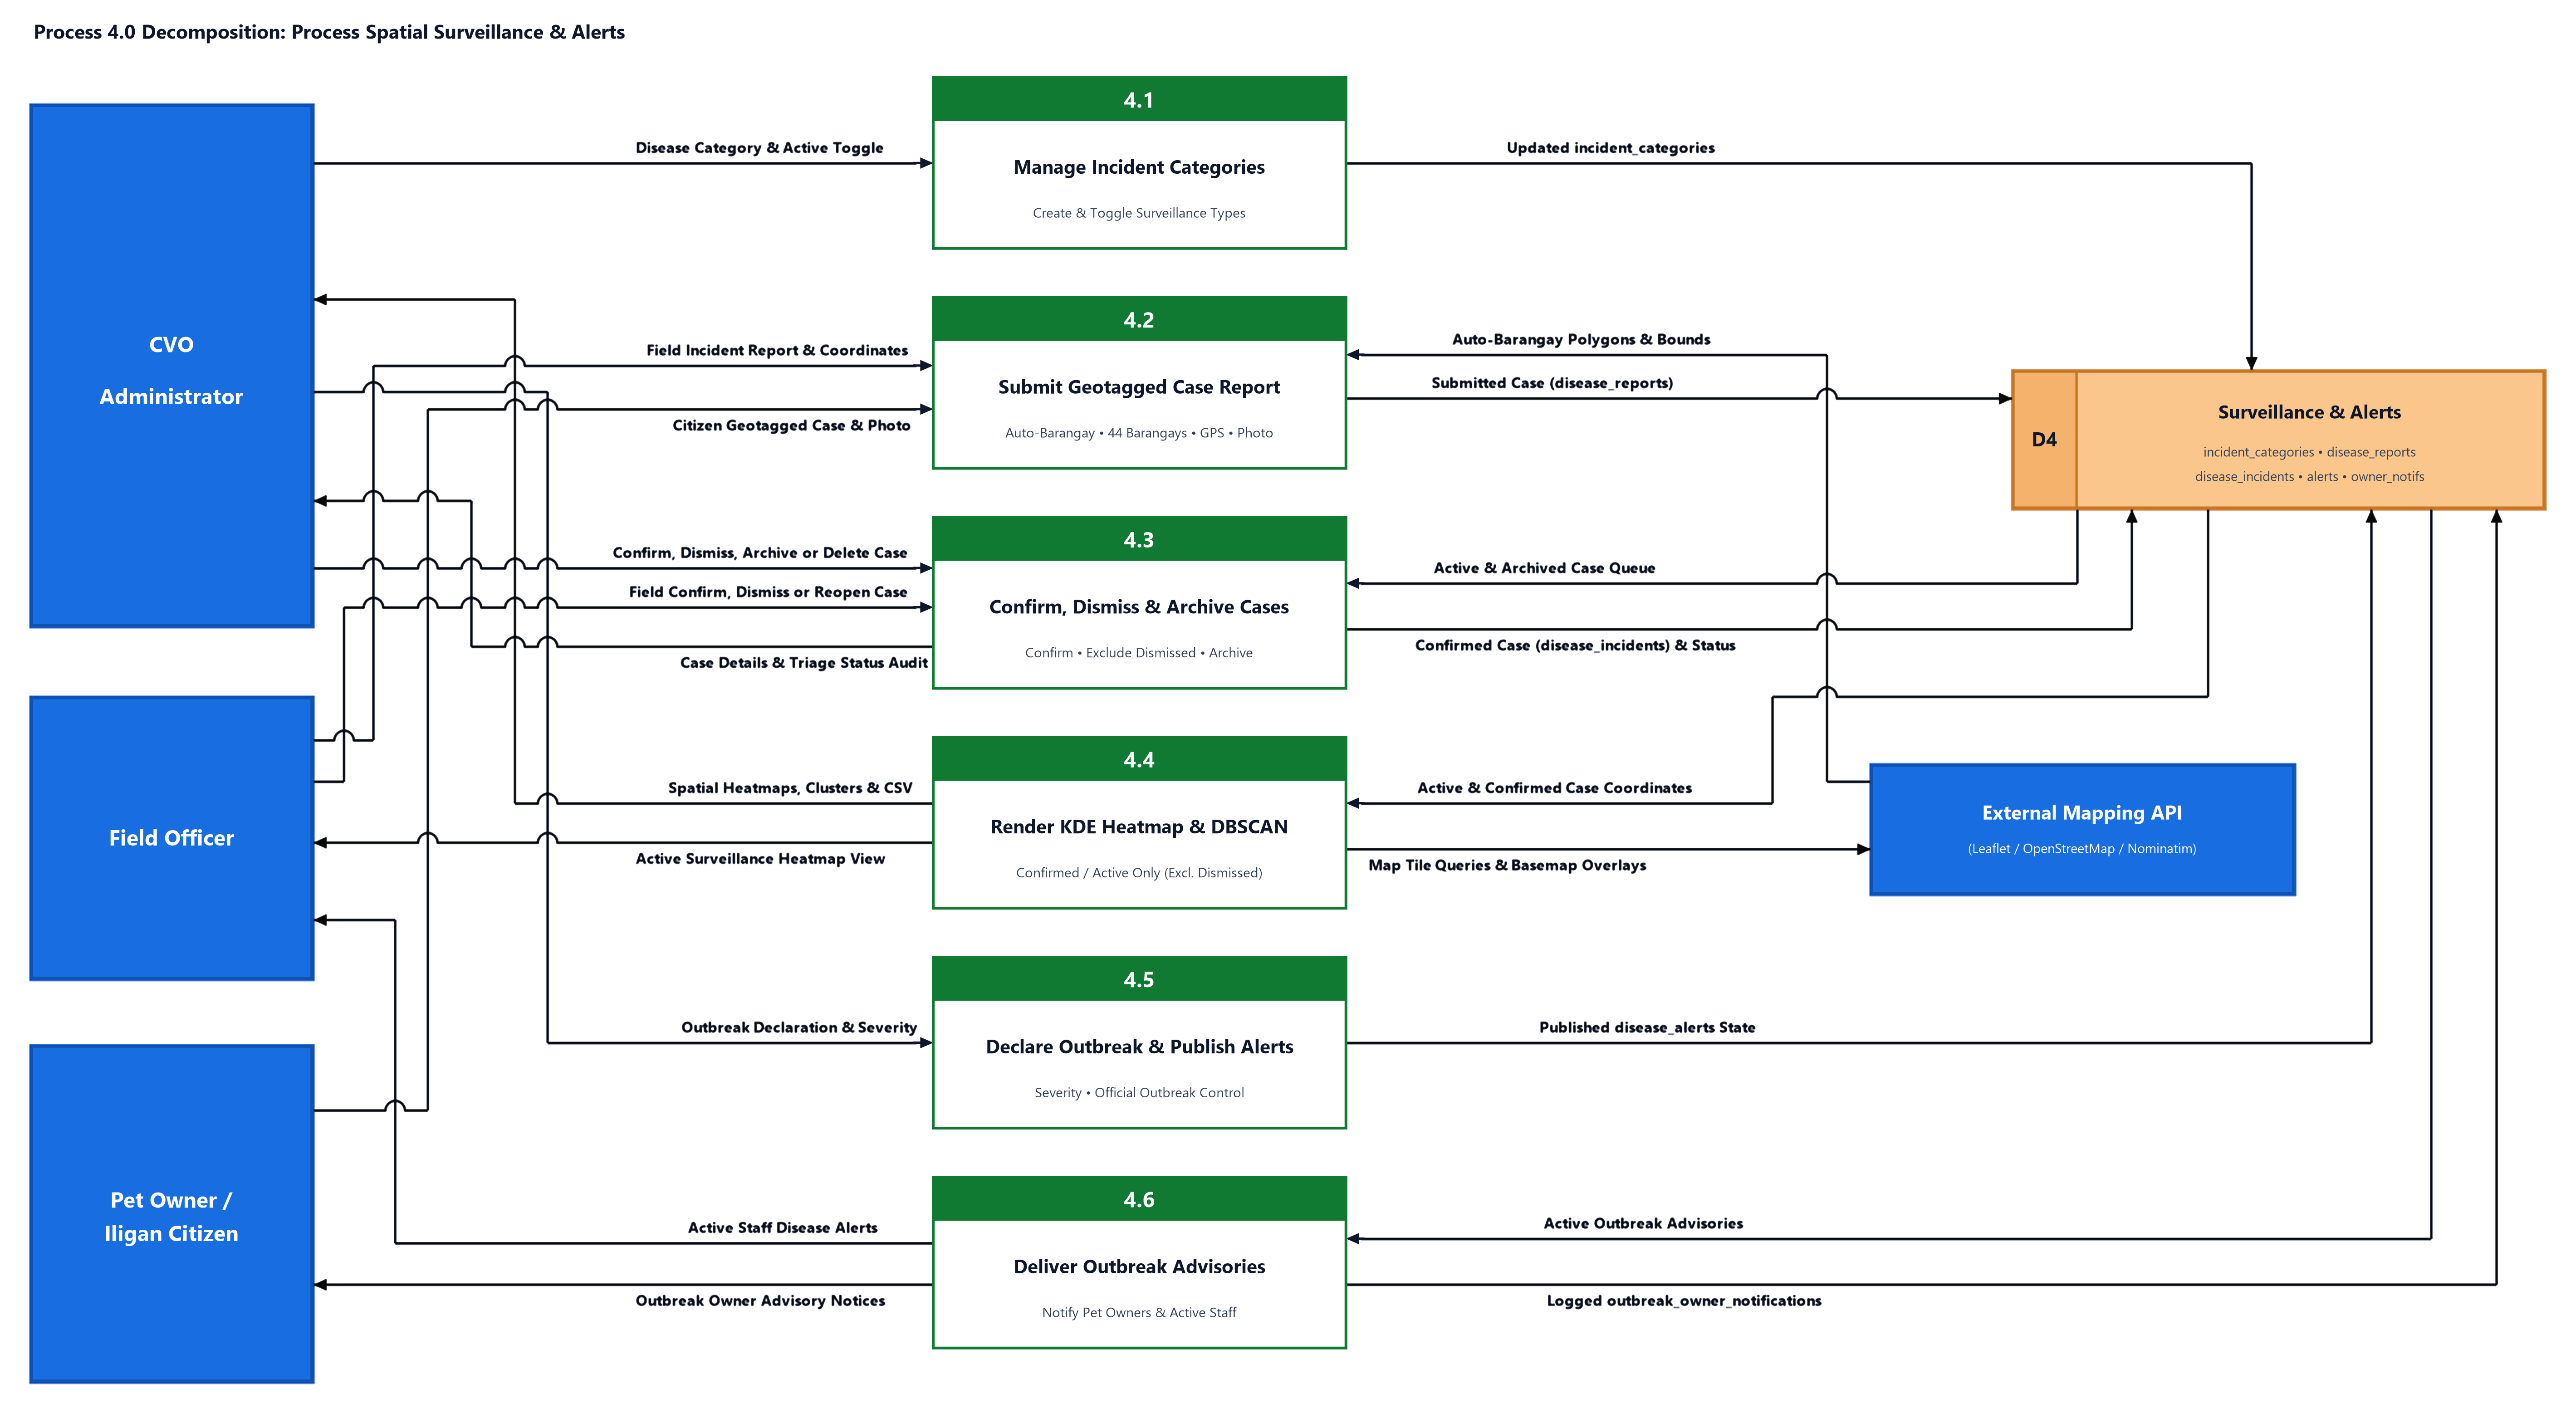 Process 4.0 Decomposition: Process Spatial Surveillance & Alerts
CVO
Administrator
Field Officer
Pet Owner /
Iligan Citizen
Disease Category & Active Toggle
Field Incident Report & Coordinates
Citizen Geotagged Case & Photo
Confirm, Dismiss, Archive or Delete Case
Field Confirm, Dismiss or Reopen Case
Case Details & Triage Status Audit
Spatial Heatmaps, Clusters & CSV
Active Surveillance Heatmap View
Outbreak Declaration & Severity
Active Staff Disease Alerts
Outbreak Owner Advisory Notices
4.1
Manage Incident Categories
Create & Toggle Surveillance Types
4.2
Submit Geotagged Case Report
Auto-Barangay • 44 Barangays • GPS • Photo
4.3
Confirm, Dismiss & Archive Cases
Confirm • Exclude Dismissed • Archive
4.4
Render KDE Heatmap & DBSCAN
Confirmed / Active Only (Excl. Dismissed)
4.5
Declare Outbreak & Publish Alerts
Severity • Official Outbreak Control
4.6
Deliver Outbreak Advisories
Notify Pet Owners & Active Staff
Updated incident_categories
Auto-Barangay Polygons & Bounds
Submitted Case (disease_reports)
Active & Archived Case Queue
Confirmed Case (disease_incidents) & Status
Active & Confirmed Case Coordinates
Map Tile Queries & Basemap Overlays
Published disease_alerts State
Active Outbreak Advisories
Logged outbreak_owner_notifications
D4
Surveillance & Alerts
incident_categories • disease_reports
disease_incidents • alerts • owner_notifs
External Mapping API
(Leaflet / OpenStreetMap / Nominatim)